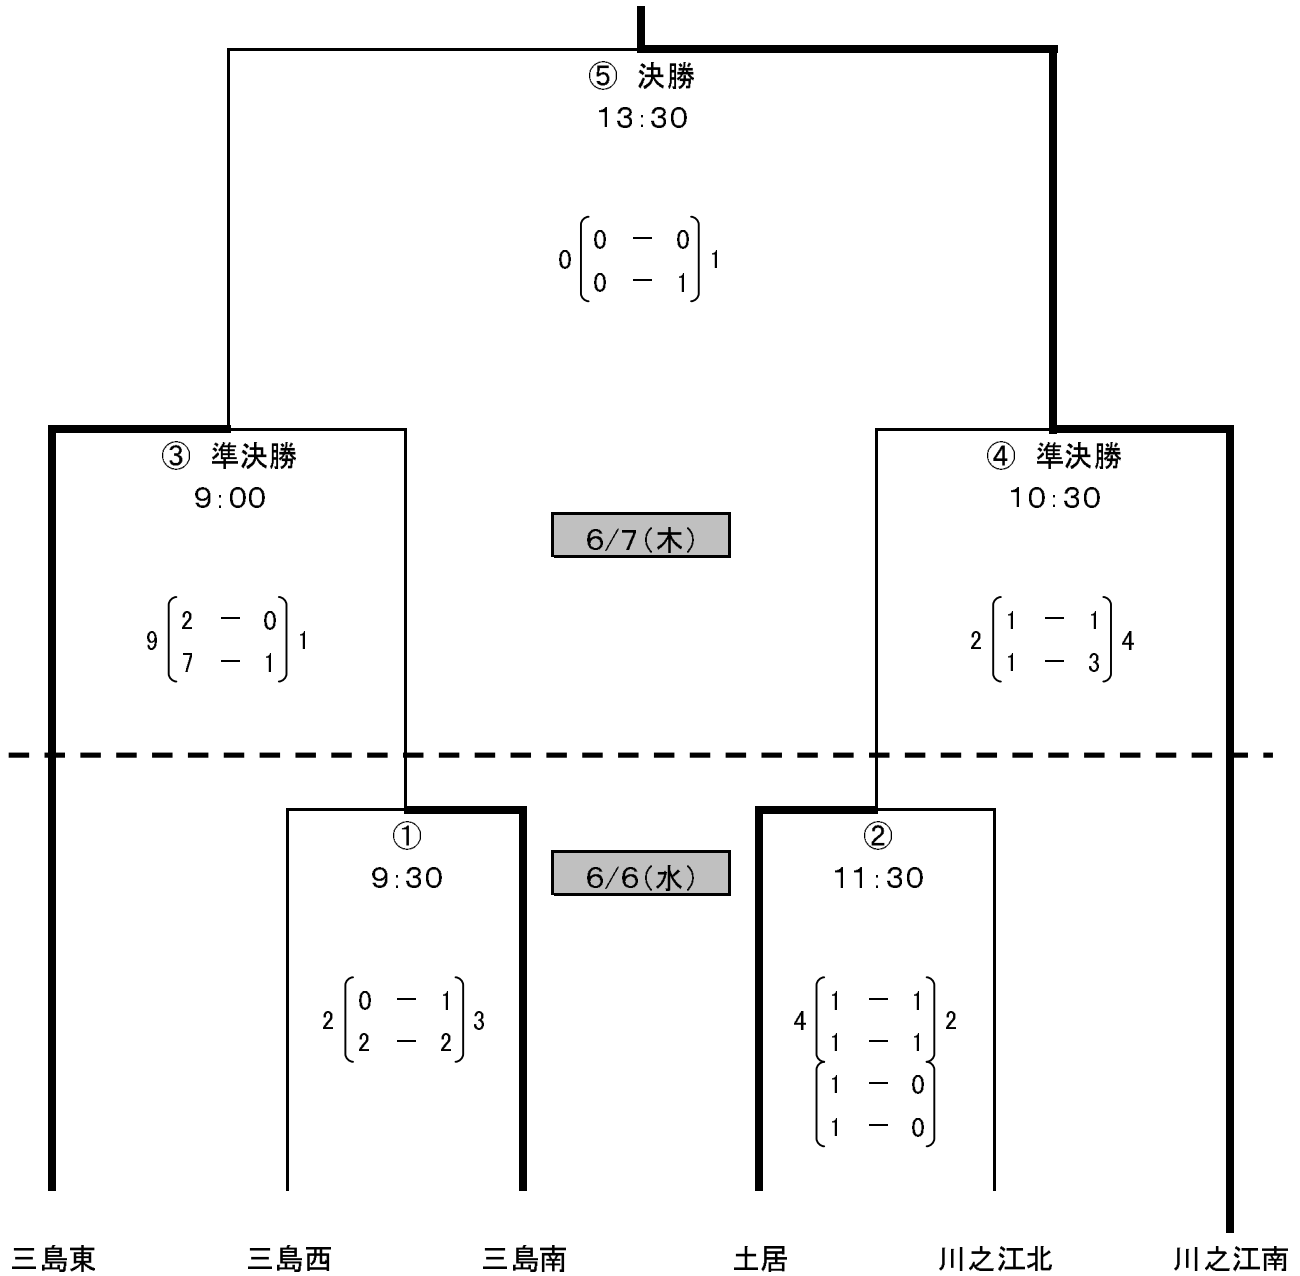 ⑤ 決勝
13:30
0 0 － 0 1
0 － 1
③ 準決勝
9:00
④ 準決勝
10:30
6/7(木)
9 2 － 0 1
7 － 1
2 1 － 1 4
1 － 3
①
9:30
②
11:30
6/6(水)
2 0 － 1 3
2 － 2
4 1 － 1 2
1 － 1
1 － 0
1 － 0
三島東 三島西 三島南 土居 川之江北 川之江南